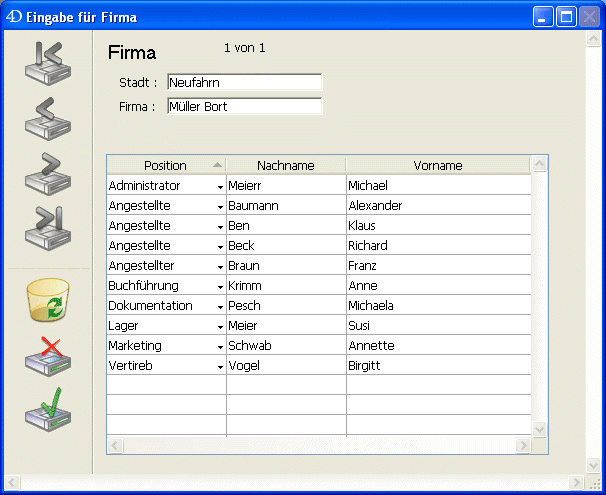 4D Eingabe für Firma
Firma 1 von 1
Stadt : Neufahrn
Firma : Müller Bort
Position Nachname Vorname
Administrator Meierr Michael
Angestellte Baumann Alexander
Angestellte Ben Klaus
Angestellte Beck Richard
Angestellter Braun Franz
Buchführung Krimm Anne
Dokumentation Pesch Michaela
Lager Meier Susi
Marketing Schwab Annette
Vertireb Vogel Birgitt